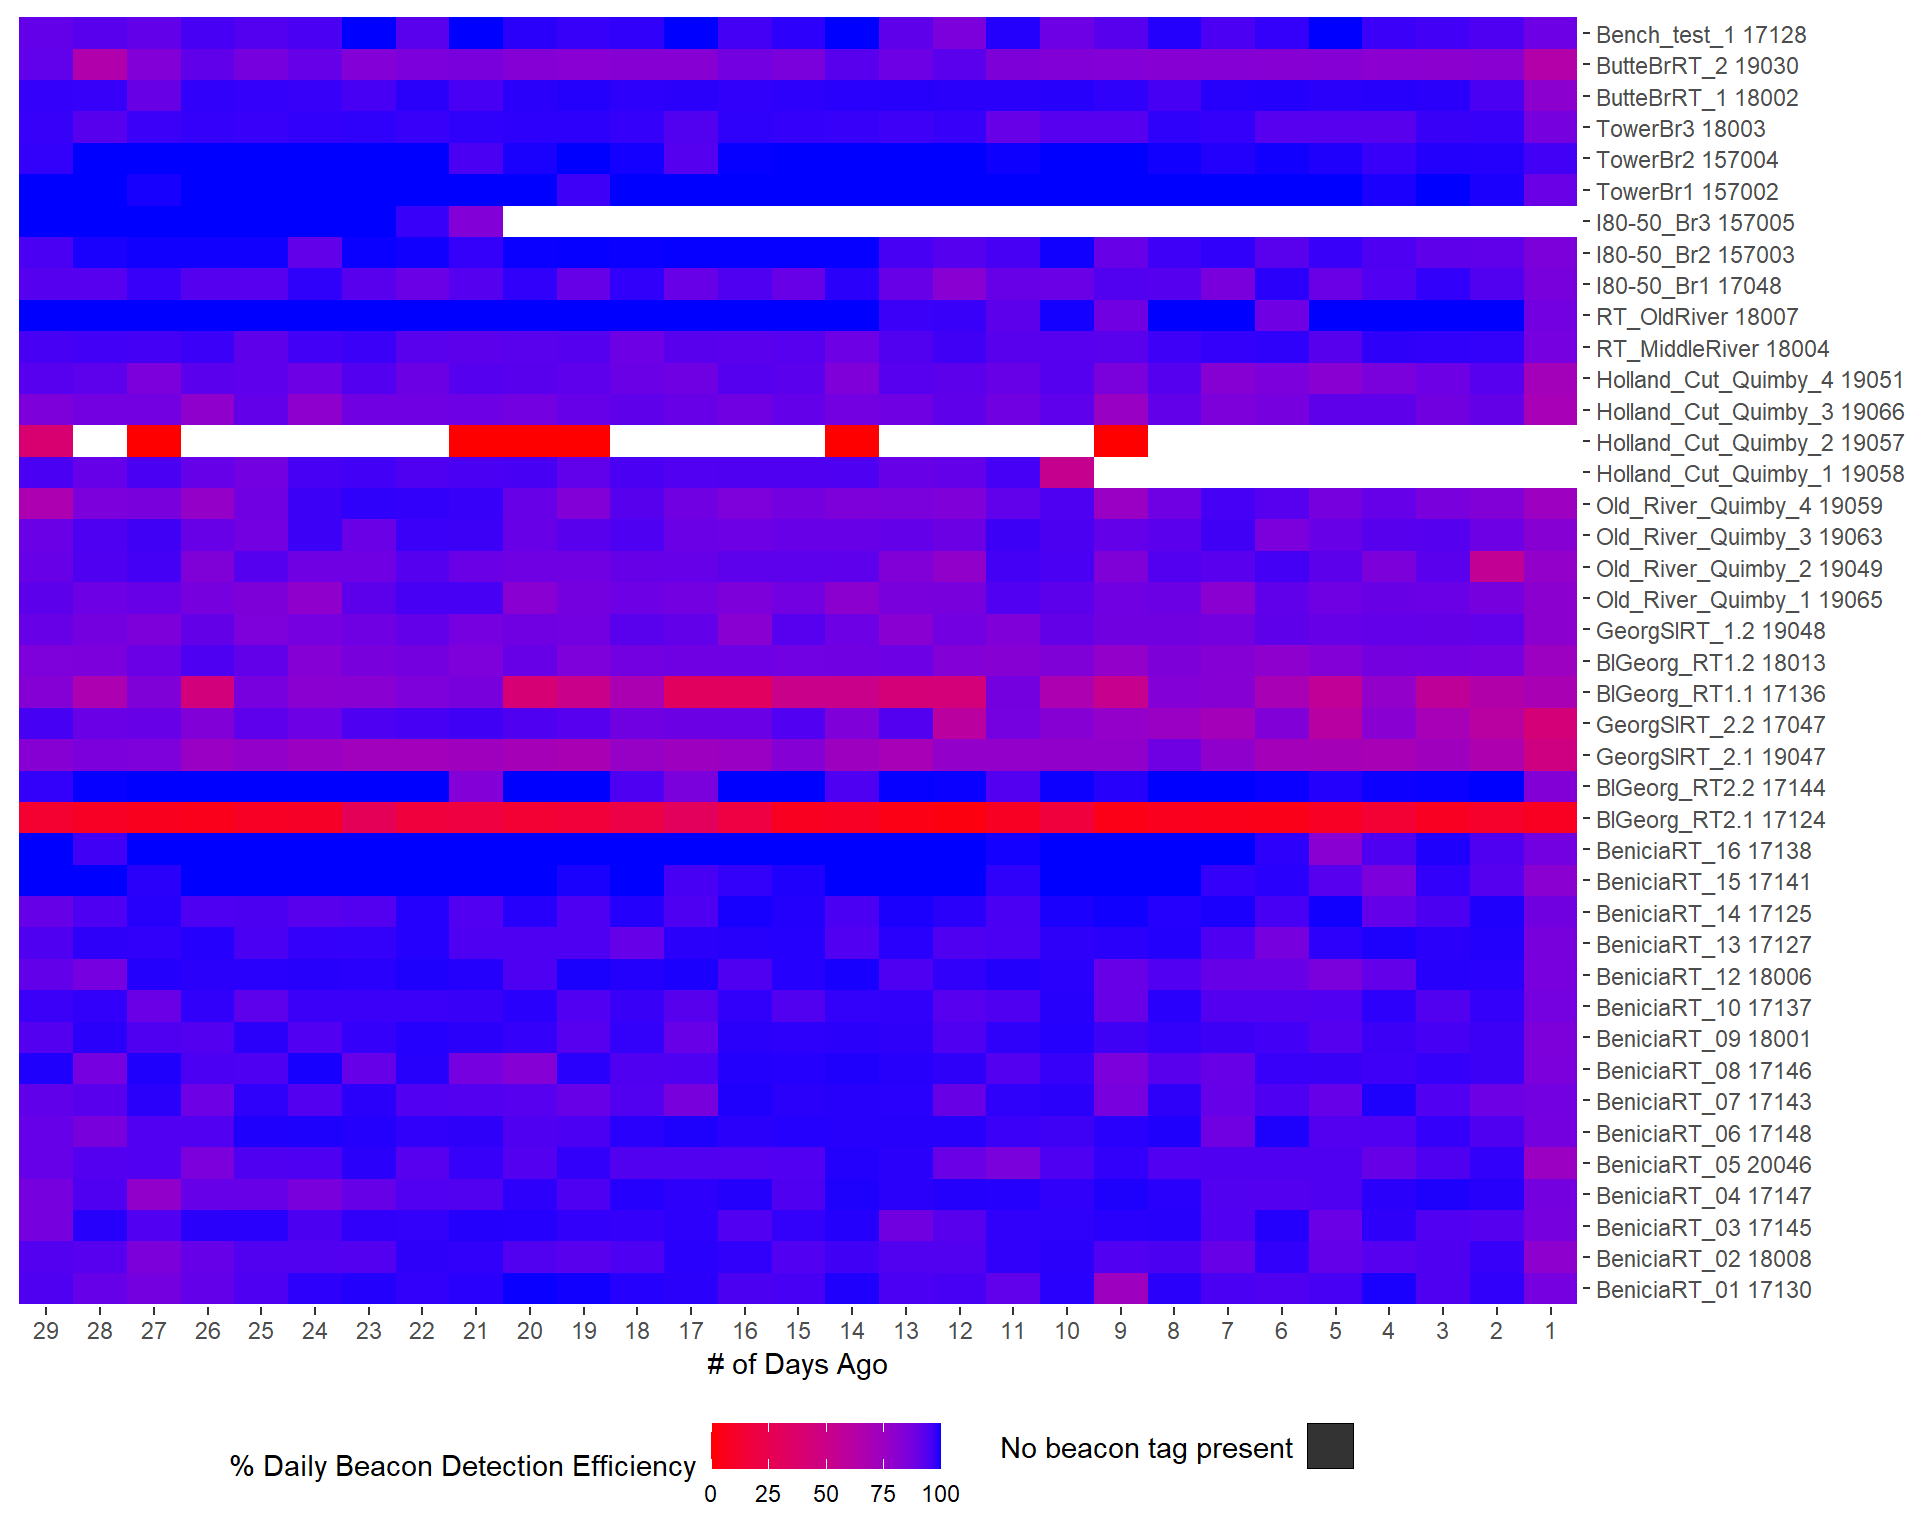 Bench_test_1 17128
ButteBrRT_2 19030
ButteBrRT_1 18002
TowerBr3 18003
TowerBr2 157004
TowerBr1 157002
I80-50_Br3 157005
I80-50_Br2 157003
I80-50_Br1 17048
RT_OldRiver 18007
RT_MiddleRiver 18004
Holland_Cut_Quimby_4 19051
Holland_Cut_Quimby_3 19066
Holland_Cut_Quimby_2 19057
Holland_Cut_Quimby_1 19058
Old_River_Quimby_4 19059
Old_River_Quimby_3 19063
Old_River_Quimby_2 19049
Old_River_Quimby_1 19065
GeorgSlRT_1.2 19048
BlGeorg_RT1.2 18013
BlGeorg_RT1.1 17136
GeorgSlRT_2.2 17047
GeorgSlRT_2.1 19047
BlGeorg_RT2.2 17144
BlGeorg_RT2.1 17124
BeniciaRT_16 17138
BeniciaRT_15 17141
BeniciaRT_14 17125
BeniciaRT_13 17127
BeniciaRT_12 18006
BeniciaRT_10 17137
BeniciaRT_09 18001
BeniciaRT_08 17146
BeniciaRT_07 17143
BeniciaRT_06 17148
BeniciaRT_05 20046
BeniciaRT_04 17147
BeniciaRT_03 17145
BeniciaRT_02 18008
BeniciaRT_01 17130
29 28 27 26 25 24 23 22 21 20 19 18 17 16 15 14 13 12 11 10 9 8 7 6 5 4 3 2 1
# of Days Ago
% Daily Beacon Detection Efficiency
0 25 50 75 100
No beacon tag present